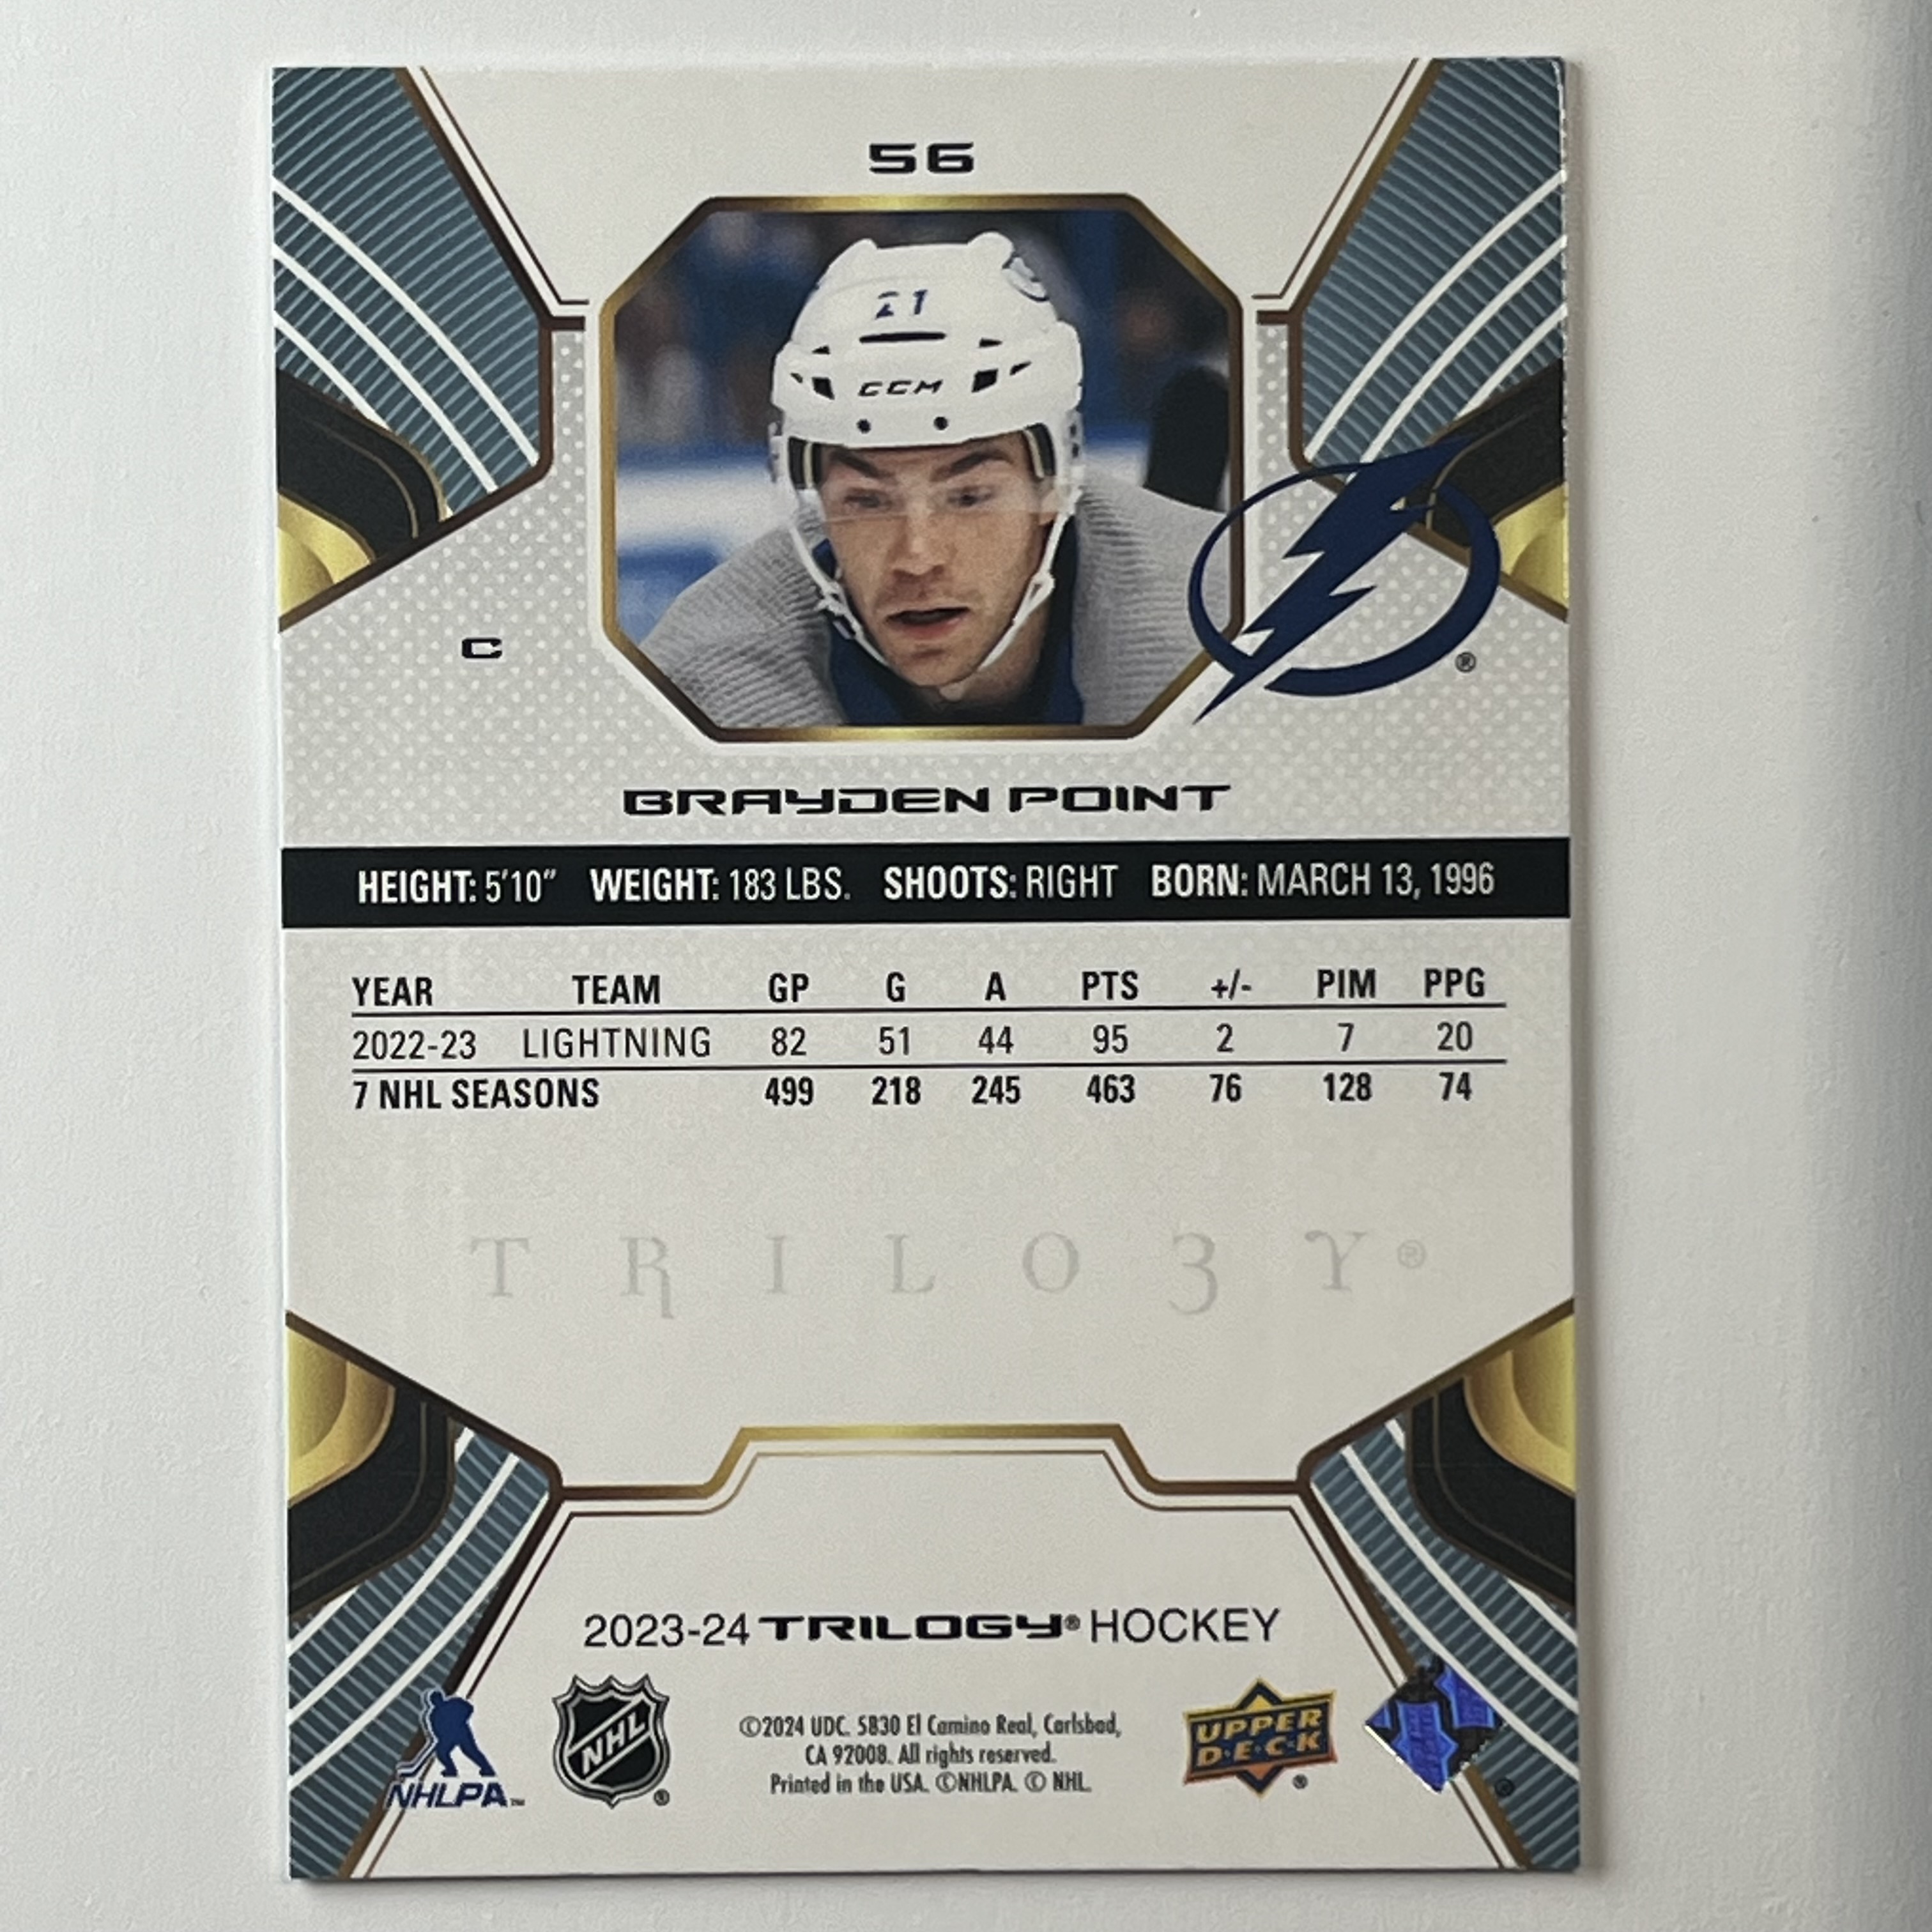 56
21
CCM
C
®
BRAYDEN POINT
HEIGHT: 5'10" WEIGHT: 183 LBS. SHOOTS: RIGHT BORN: MARCH 13, 1996
YEAR TEAM GP G A PTS +/- PIM PPG
2022-23 LIGHTNING 82 51 44 95 2 7 20
7 NHL SEASONS 499 218 245 463 76 128 74
TRILO3Y®
2023-24 TRILOGY® HOCKEY
NHLPA™
NHL®
©2024 UDC. 5830 El Camino Real, Carlsbad,
CA 92008. All rights reserved.
Printed in the USA. ©NHLPA. © NHL.
UPPER
DECK®
®